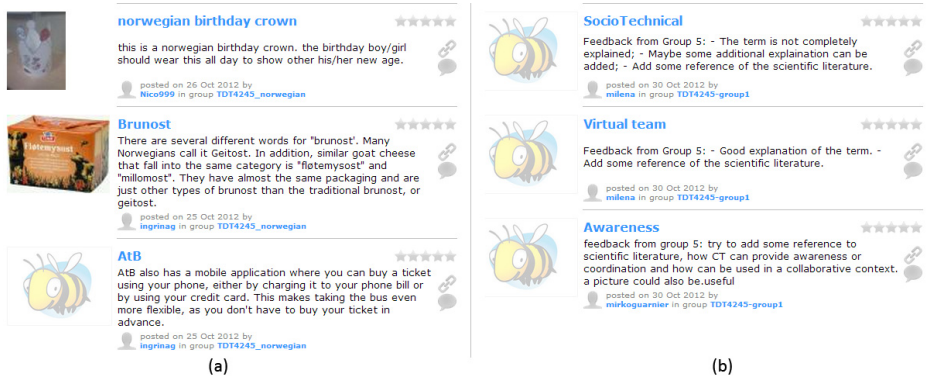 norwegian birthday crown
this is a norwegian birthday crown. the birthday boy/girl
should wear this all day to show other his/her new age.
posted on 26 Oct 2012 by
Nico999 in group TDT4245_norwegian
Fløtemysost
Brunost
There are several different words for "brunost'. Many
Norwegians call it Geitost. In addition, similar goat cheese
that fall into the same category is "fløtemysost" and
"millomost". They have almost the same packaging and are
just other types of brunost than the traditional brunost, or
geitost.
posted on 25 Oct 2012 by
ingrinag in group TDT4245_norwegian
AtB
AtB also has a mobile application where you can buy a ticket
using your phone, either by charging it to your phone bill or
by using your credit card. This makes taking the bus even
more flexible, as you don't have to buy your ticket in
advance.
posted on 25 Oct 2012 by
ingrinag in group TDT4245_norwegian
(a)
SocioTechnical
Feedback from Group 5: - The term is not completely
explained; - Maybe some additional explaination can be
added; - Add some reference of the scientific literature.
posted on 30 Oct 2012 by
milena in group TDT4245-group1
Virtual team
Feedback from Group 5: - Good explanation of the term. -
Add some reference of the scientific literature.
posted on 30 Oct 2012 by
milena in group TDT4245-group1
Awareness
feedback from group 5: try to add some reference to
scientific literature, how CT can provide awareness or
coordination and how can be used in a collaborative context.
a picture could also be.useful
posted on 30 Oct 2012 by
mirkoguarnier in group TDT4245-group1
(b)